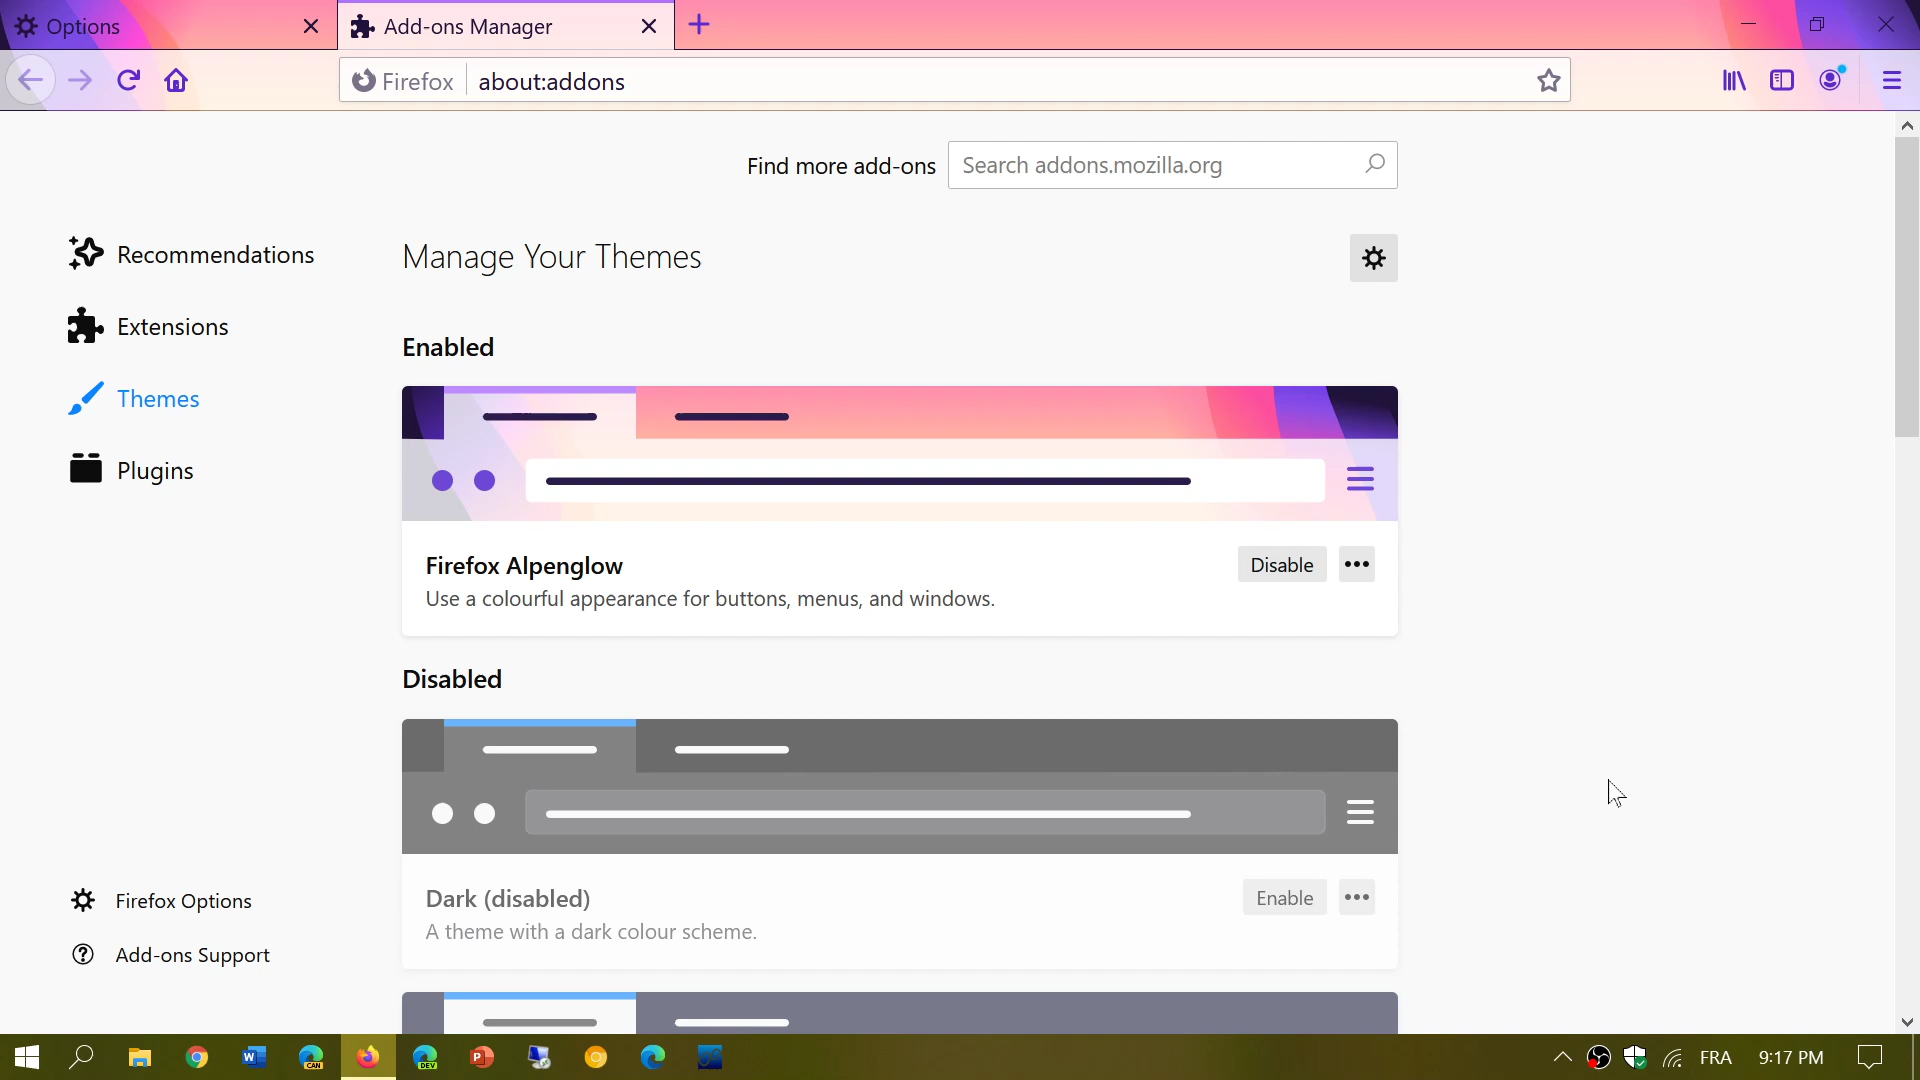 Options
Add-ons Manager
Firefox
about:addons
Find more add-ons
Search addons.mozilla.org
Recommendations
Extensions
Themes
Plugins
Manage Your Themes
Enabled
Firefox Alpenglow
Use a colourful appearance for buttons, menus, and windows.
Disable
Disabled
Dark (disabled)
A theme with a dark colour scheme.
Enable
Firefox Options
Add-ons Support
CAN
DEV
FRA
9:17 PM